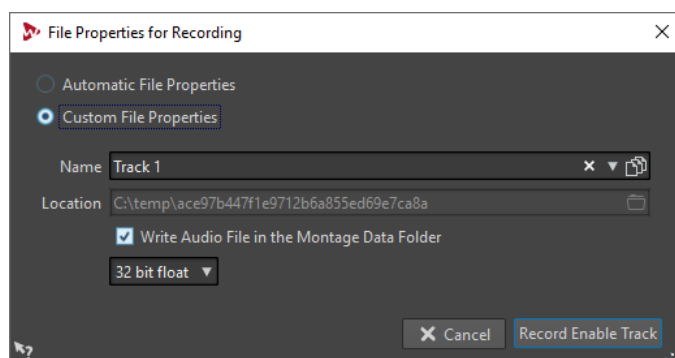 File Properties for Recording
Automatic File Properties
Custom File Properties
Name Track 1
Location C:\temp\ace97b447f1e9712b6a855ed69e7ca8a
Write Audio File in the Montage Data Folder
32 bit float
Cancel Record Enable Track